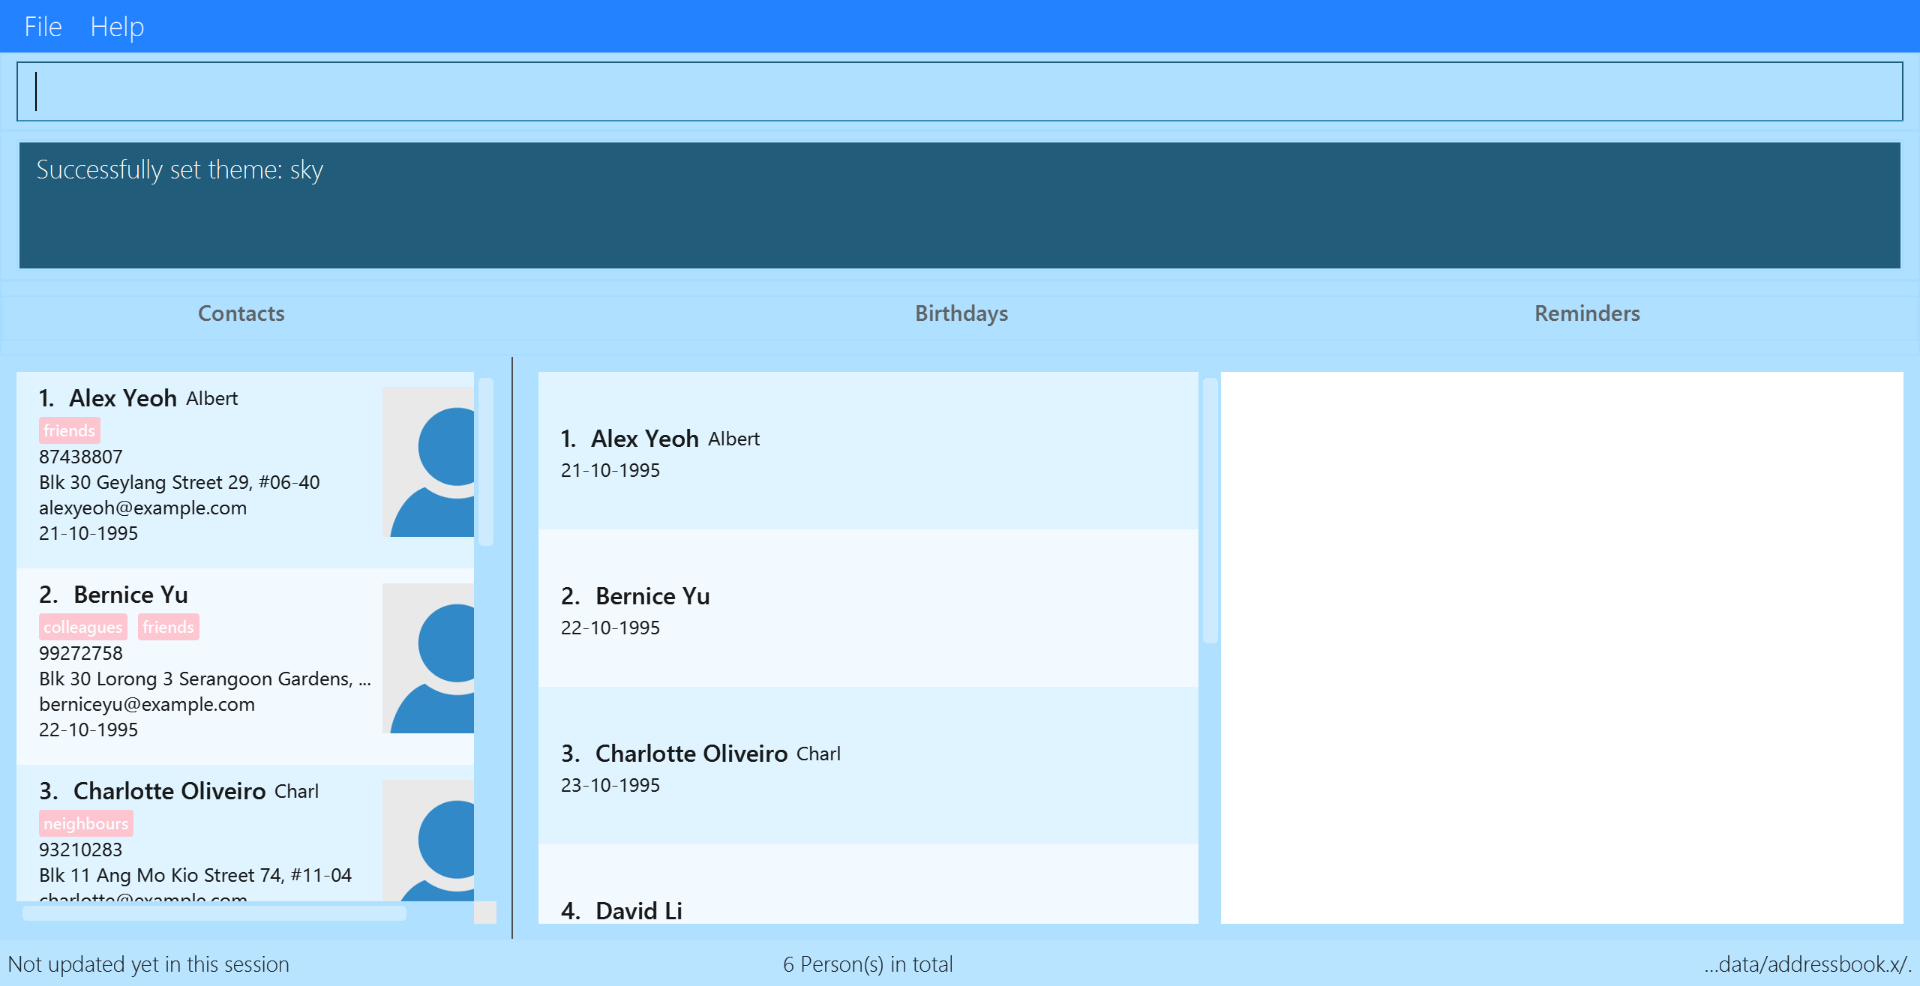 File Help
Successfully set theme: sky
Contacts
Birthdays
Reminders
1. Alex Yeoh Albert
friends
87438807
Blk 30 Geylang Street 29, #06-40
alexyeoh@example.com
21-10-1995
2. Bernice Yu
colleagues friends
99272758
Blk 30 Lorong 3 Serangoon Gardens, ...
berniceyu@example.com
22-10-1995
3. Charlotte Oliveiro Charl
neighbours
93210283
Blk 11 Ang Mo Kio Street 74, #11-04
charlotte@example.com
1. Alex Yeoh Albert
21-10-1995
2. Bernice Yu
22-10-1995
3. Charlotte Oliveiro Charl
23-10-1995
4. David Li
Not updated yet in this session
6 Person(s) in total
...data/addressbook.x/.